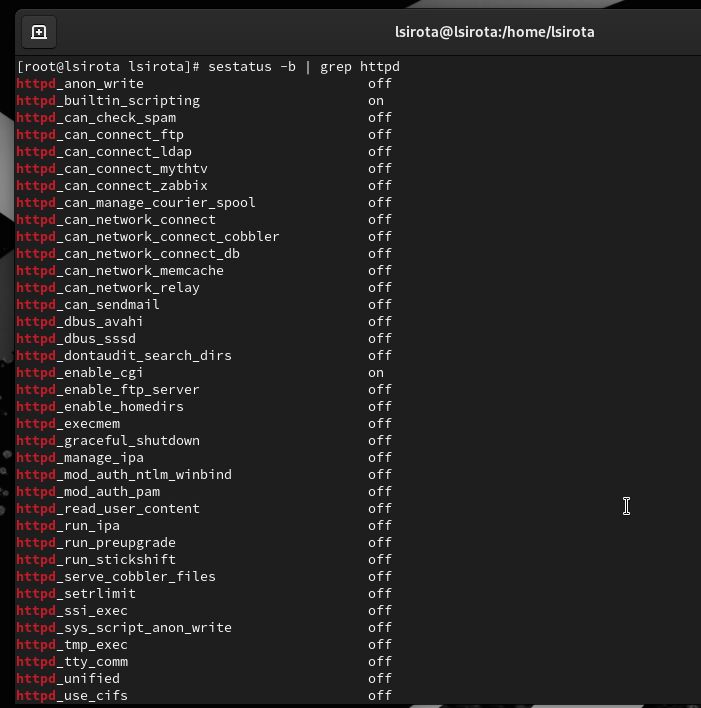 lsirota@lsirota:/home/lsirota
[root@lsirota lsirota]# sestatus -b | grep httpd
httpd_anon_write off
httpd_builtin_scripting on
httpd_can_check_spam off
httpd_can_connect_ftp off
httpd_can_connect_ldap off
httpd_can_connect_mythtv off
httpd_can_connect_zabbix off
httpd_can_manage_courier_spool off
httpd_can_network_connect off
httpd_can_network_connect_cobbler off
httpd_can_network_connect_db off
httpd_can_network_memcache off
httpd_can_network_relay off
httpd_can_sendmail off
httpd_dbus_avahi off
httpd_dbus_sssd off
httpd_dontaudit_search_dirs off
httpd_enable_cgi on
httpd_enable_ftp_server off
httpd_enable_homedirs off
httpd_execmem off
httpd_graceful_shutdown off
httpd_manage_ipa off
httpd_mod_auth_ntlm_winbind off
httpd_mod_auth_pam off
httpd_read_user_content off
httpd_run_ipa off
httpd_run_preupgrade off
httpd_run_stickshift off
httpd_serve_cobbler_files off
httpd_setrlimit off
httpd_ssi_exec off
httpd_sys_script_anon_write off
httpd_tmp_exec off
httpd_tty_comm off
httpd_unified off
httpd_use_cifs off